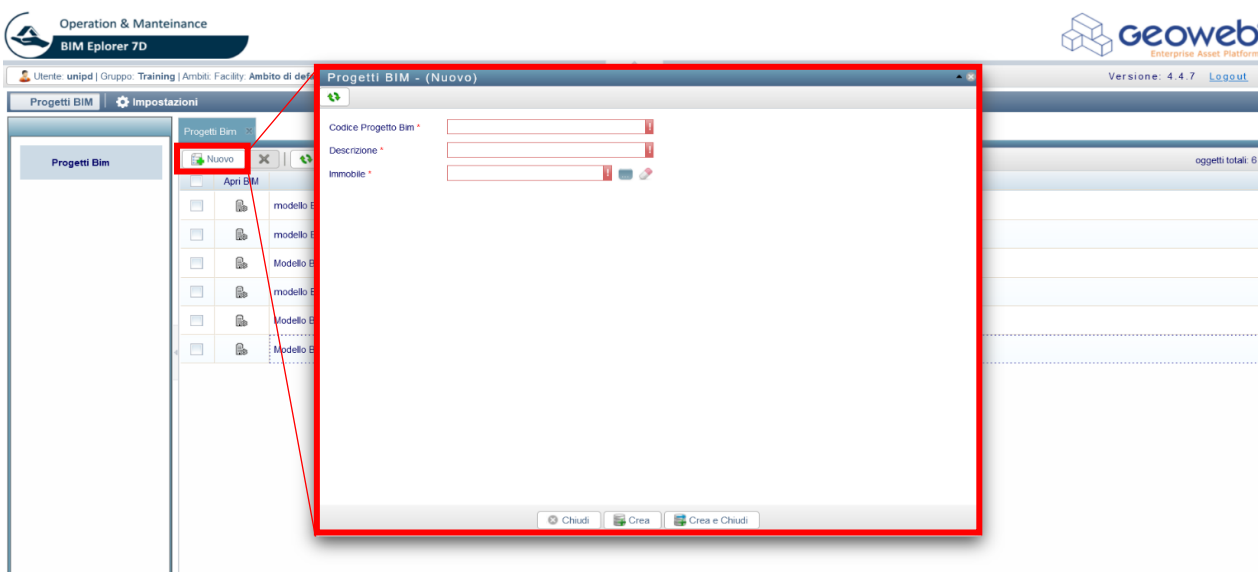 Operation & Manteinance
BIM Eplorer 7D
Geoweb
Enterprise Asset Platform
Utente: unipd | Gruppo: Training | Ambiti: Facility: Ambito di def
Versione: 4.4.7 Logout
Progetti BIM Impostazioni
Progetti Bim
Progetti Bim
Nuovo
oggetti totali: 6
Apri BIM
modello B
modello B
Modello B
modello B
Modello B
Modello B
Progetti BIM - (Nuovo)
Codice Progetto Bim *
Descrizione *
Immobile *
Chiudi Crea Crea e Chiudi